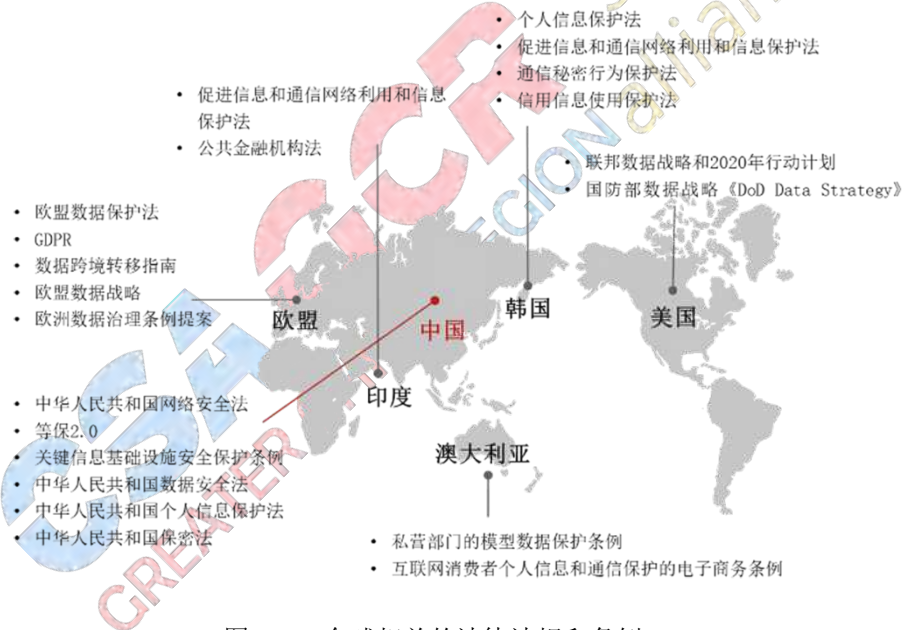 • 个人信息保护法
• 促进信息和通信网络利用和信息保护法
• 通信秘密行为保护法
• 信用信息使用保护法
• 促进信息和通信网络利用和信息
保护法
• 公共金融机构法
• 联邦数据战略和2020年行动计划
• 国防部数据战略《DoD Data Strategy》
• 欧盟数据保护法
• GDPR
• 数据跨境转移指南
• 欧盟数据战略
• 欧洲数据治理条例提案
欧盟
中国
韩国
美国
印度
澳大利亚
• 中华人民共和国网络安全法
• 等保2.0
• 关键信息基础设施安全保护条例
• 中华人民共和国数据安全法
• 中华人民共和国个人信息保护法
• 中华人民共和国保密法
• 私营部门的模型数据保护条例
• 互联网消费者个人信息和通信保护的电子商务条例
CSA GCR
GREATER
REGION
alliance